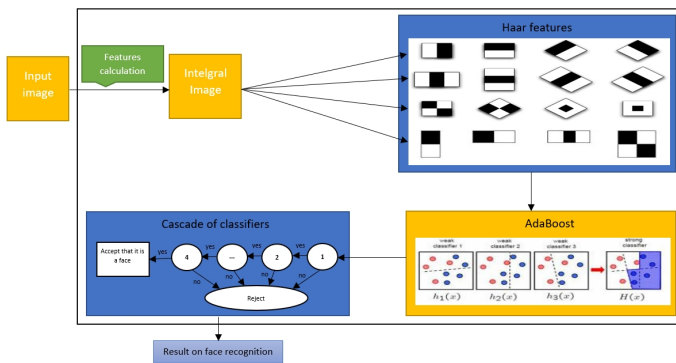 Haar features
Input
image
Features
calculation
Intelgral
Image
Cascade of classifiers
AdaBoost
weak
classifier 1
weak
classifier 2
weak
classifier 3
strong
classifier
h₁(x)
h₂(x)
h₃(x)
H(x)
Accept that it is
a face
yes
4
yes
...
yes
2
yes
1
no
no
no
no
Reject
Result on face recognition